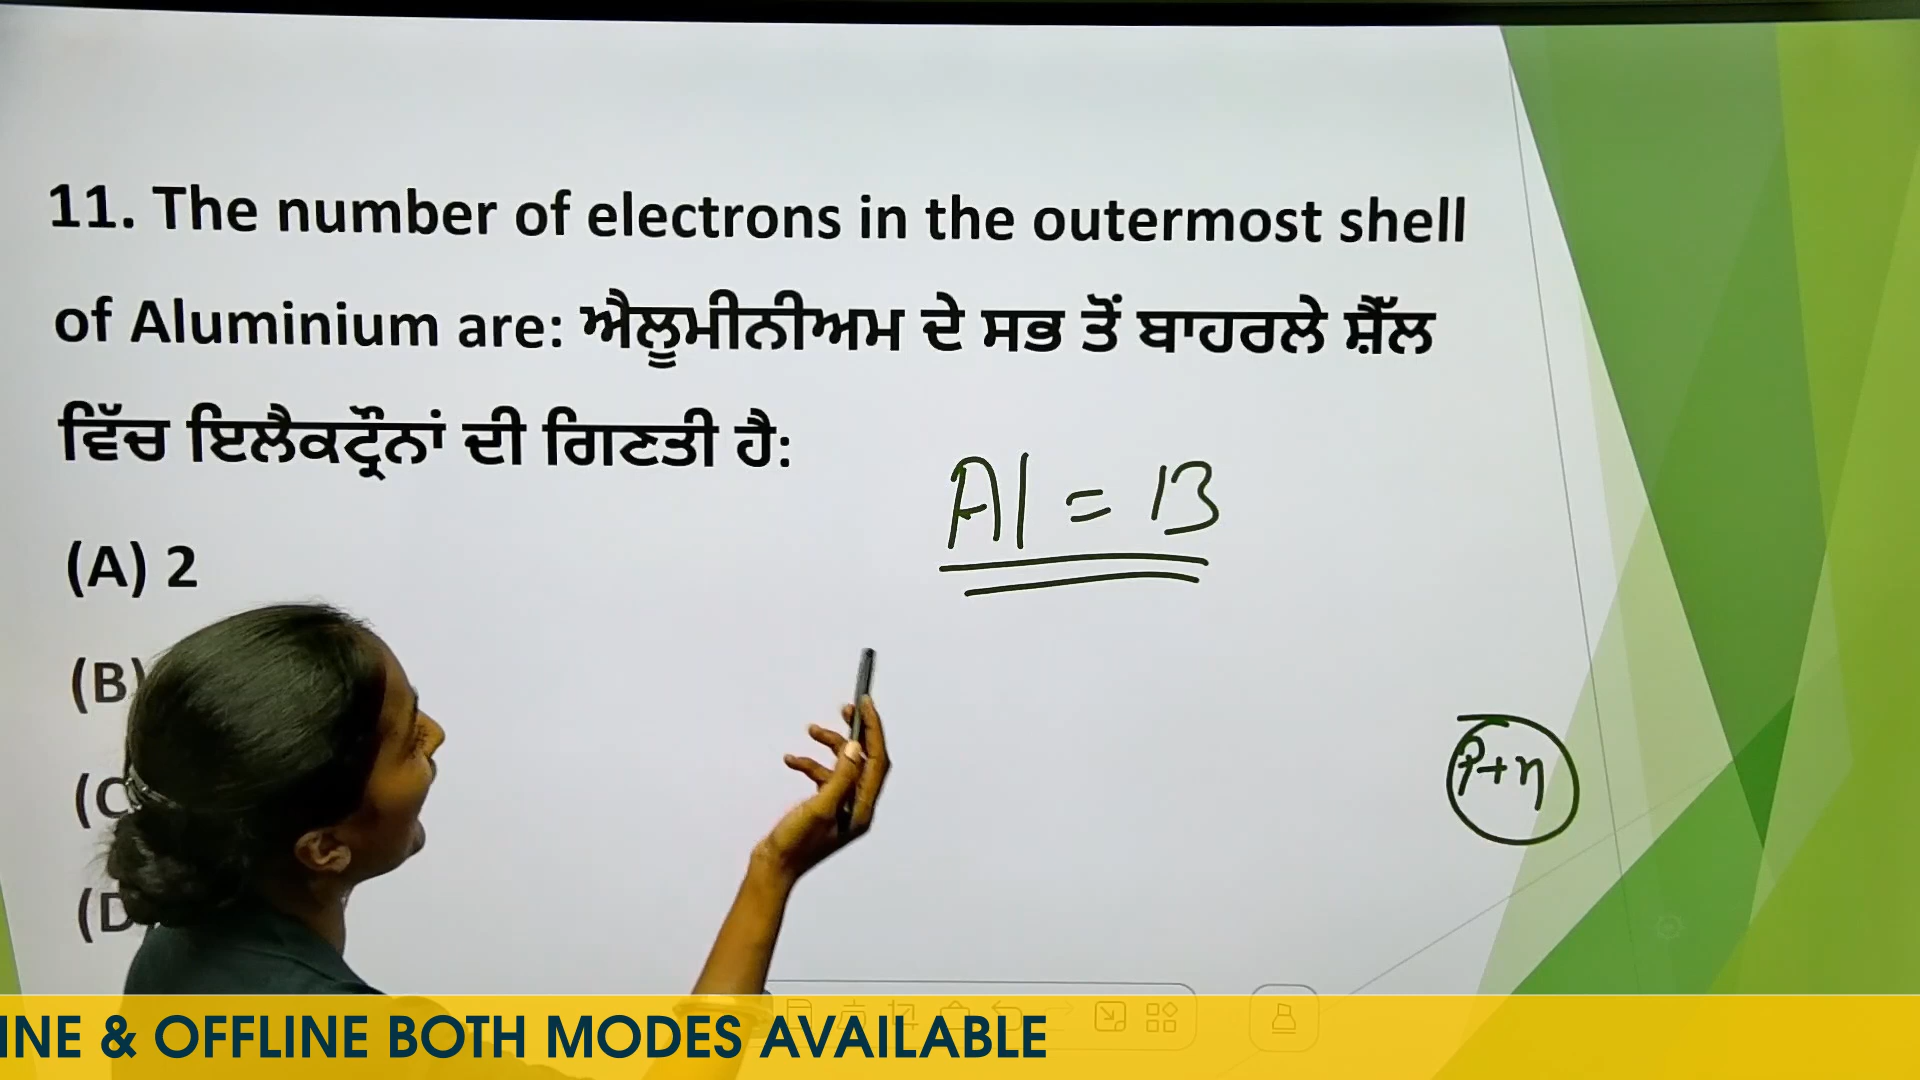 11. The number of electrons in the outermost shell
of Aluminium are: ਐਲੂਮੀਨੀਅਮ ਦੇ ਸਭ ਤੋਂ ਬਾਹਰਲੇ ਸ਼ੈੱਲ
ਵਿੱਚ ਇਲੈਕਟ੍ਰੌਨਾਂ ਦੀ ਗਿਣਤੀ ਹੈ:
Al = 13
(A) 2
(B)
(C
(D
P+n
INE & OFFLINE BOTH MODES AVAILABLE